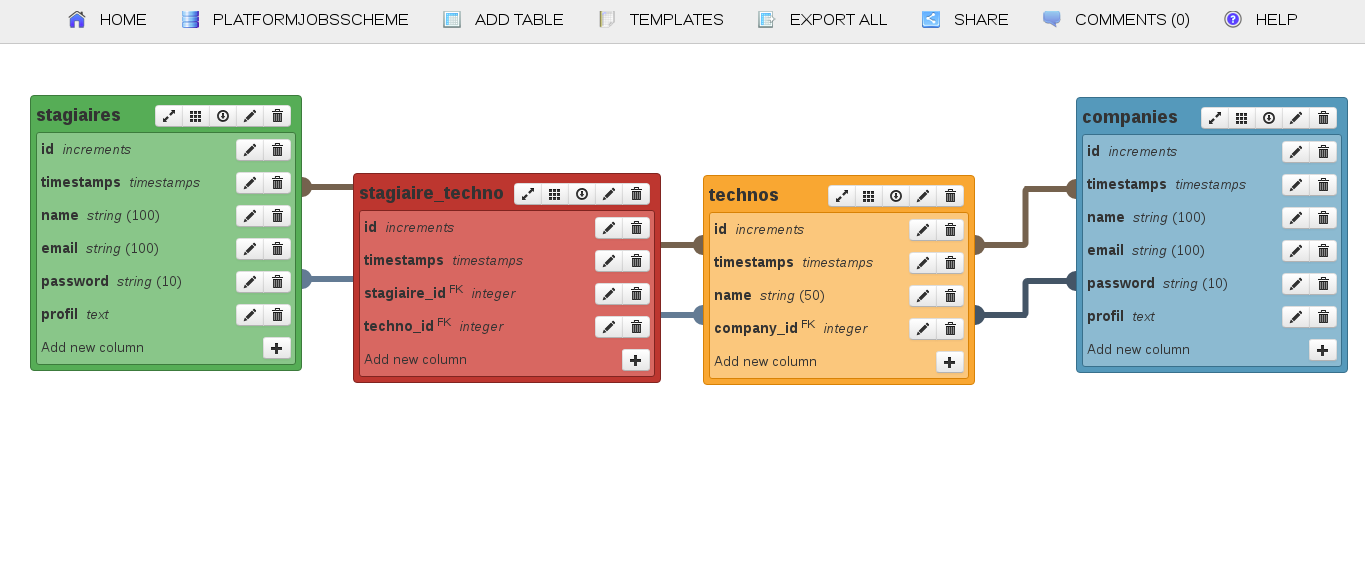 HOME PLATFORMJOBSSCHEME ADD TABLE TEMPLATES EXPORT ALL SHARE COMMENTS (0) HELP
stagiaires
id increments
timestamps timestamps
name string (100)
email string (100)
password string (10)
profil text
Add new column
stagiaire_techno
id increments
timestamps timestamps
stagiaire_id FK integer
techno_id FK integer
Add new column
technos
id increments
timestamps timestamps
name string (50)
company_id FK integer
Add new column
companies
id increments
timestamps timestamps
name string (100)
email string (100)
password string (10)
profil text
Add new column